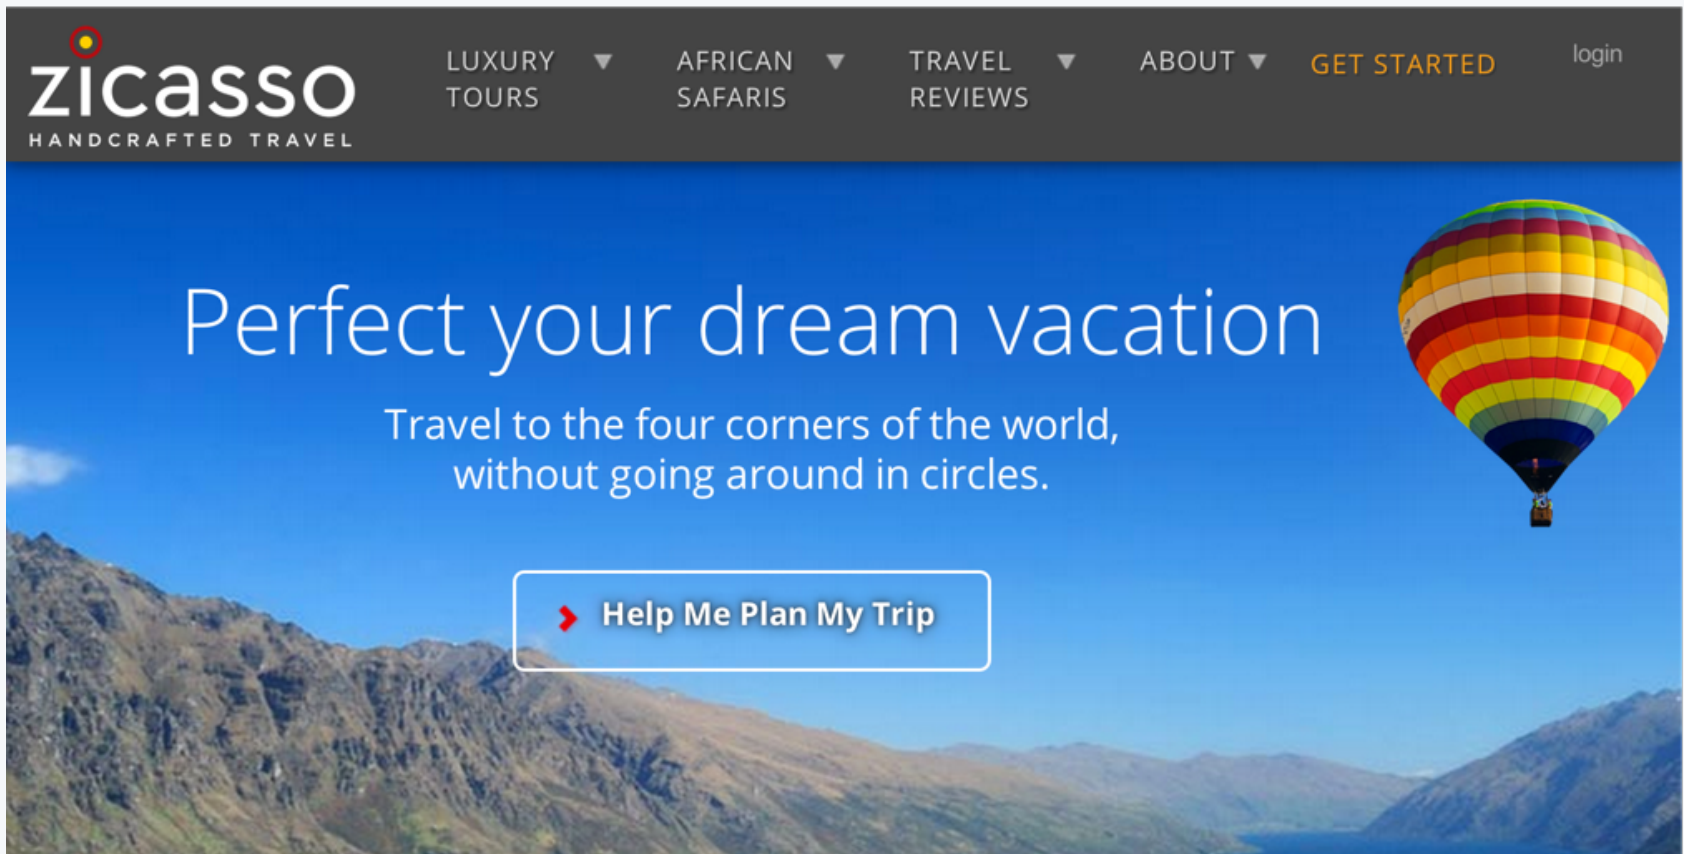 zicasso
HANDCRAFTED TRAVEL
LUXURY
TOURS
AFRICAN
SAFARIS
TRAVEL
REVIEWS
ABOUT
GET STARTED
login
Perfect your dream vacation
Travel to the four corners of the world,
without going around in circles.
Help Me Plan My Trip